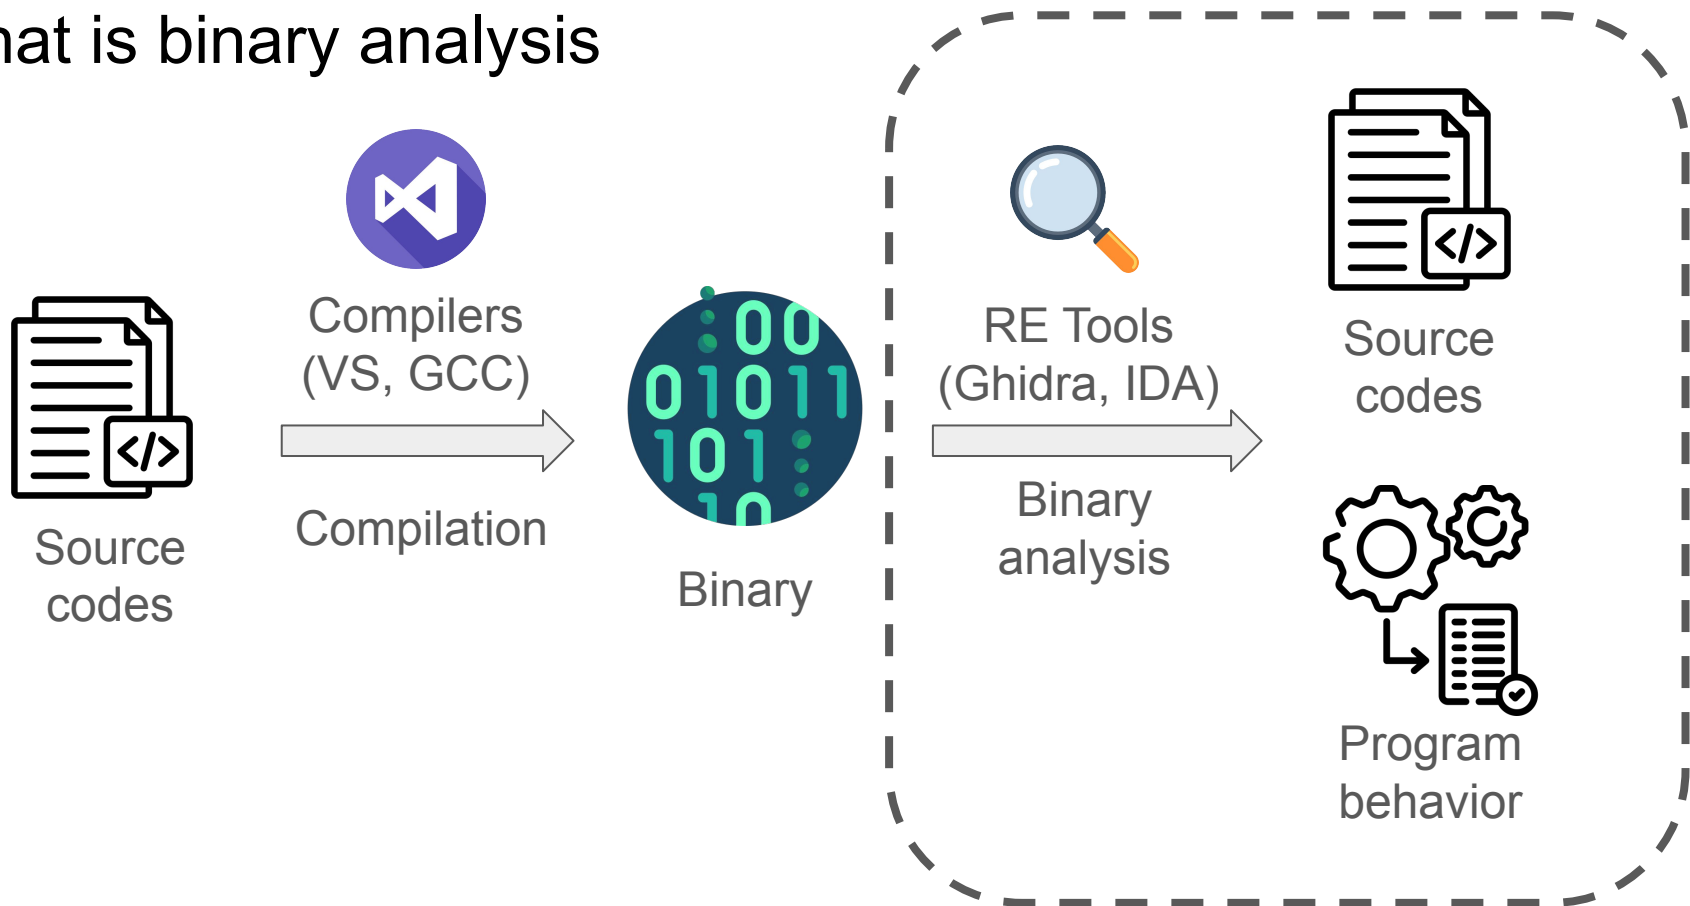 hat is binary analysis
Compilers
(VS, GCC)
Compilation
Source
codes
</>
00
01011
101
10
Binary
RE Tools
(Ghidra, IDA)
Binary
analysis
</>
Source
codes
Program
behavior